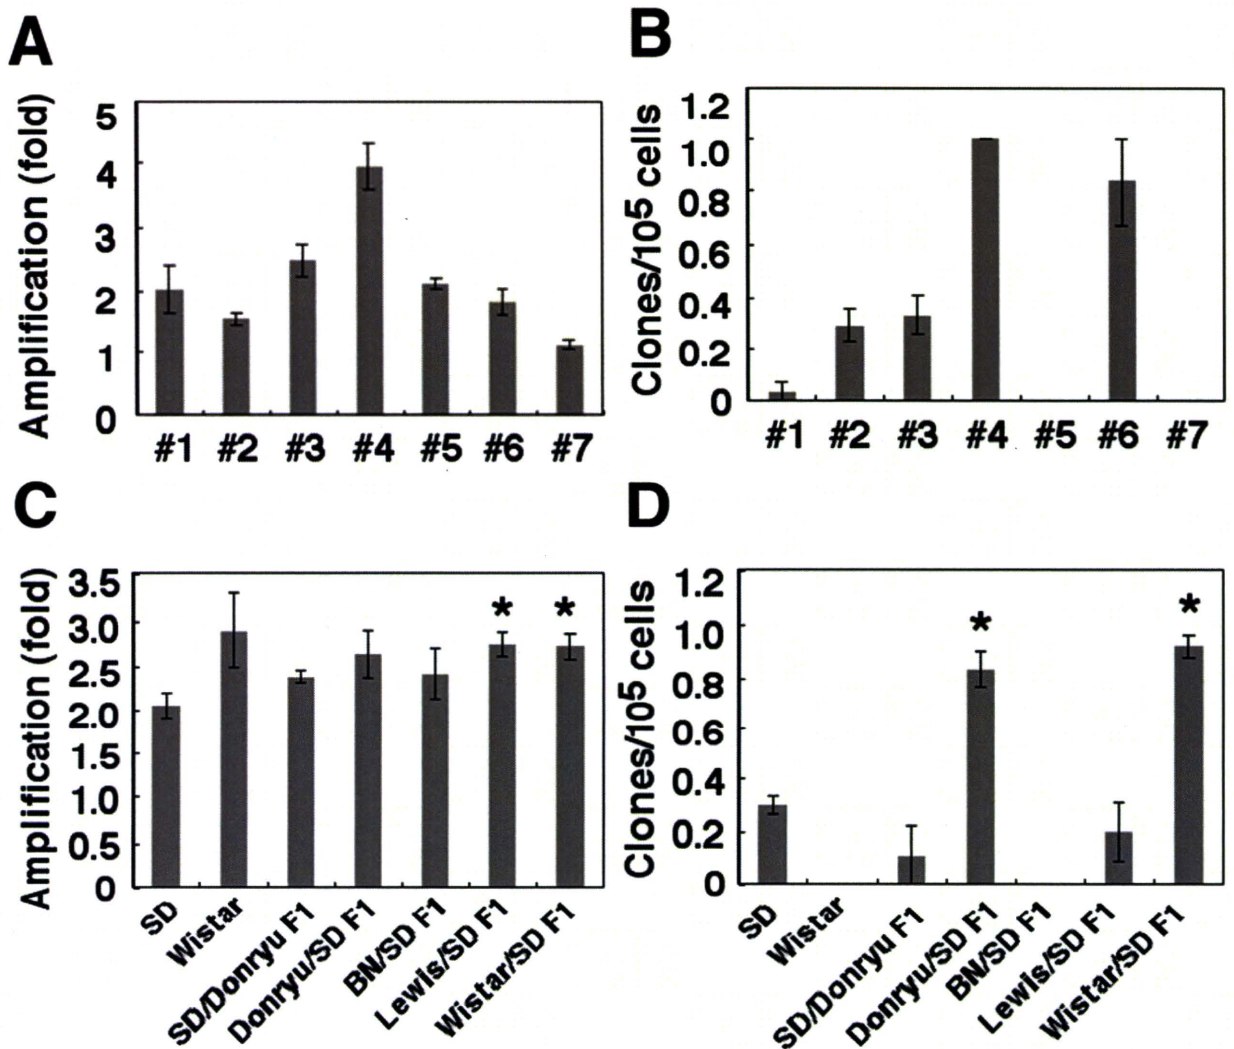 A
Amplification (fold)
5
4
3
2
1
0
#1 #2 #3 #4 #5 #6 #7
B
Clones/10⁵ cells
1.2
1.0
0.8
0.6
0.4
0.2
0
#1 #2 #3 #4 #5 #6 #7
C
Amplification (fold)
3.5
3.0
2.5
2.0
1.5
1.0
0.5
0
* *
SD
Wistar
SD/Donryu F1
Donryu/SD F1
BN/SD F1
Lewis/SD F1
Wistar/SD F1
D
Clones/10⁵ cells
1.2
1.0
0.8
0.6
0.4
0.2
0
* *
SD
Wistar
SD/Donryu F1
Donryu/SD F1
BN/SD F1
Lewis/SD F1
Wistar/SD F1